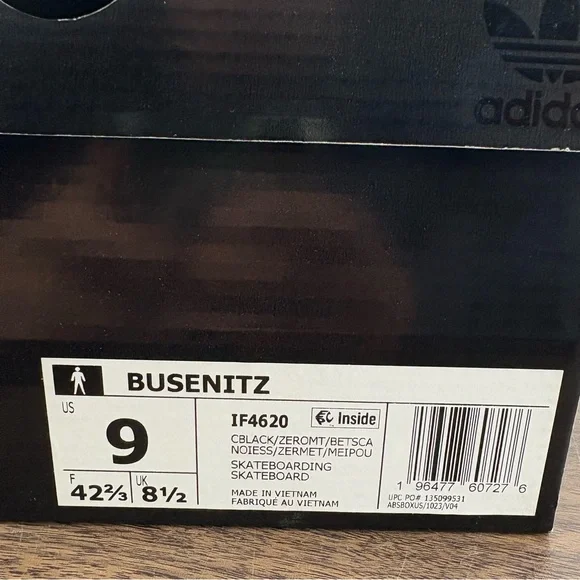 adidas
BUSENITZ
US
9
F
42⅔
UK
8½
IF4620
Inside
CBLACK/ZEROMT/BETSCA
NOIESS/ZERMET/MEIPOU
SKATEBOARDING
SKATEBOARD
MADE IN VIETNAM
FABRIQUÉ AU VIETNAM
1 96477 60727 6
UPC PO# 135099531
ABSBOXUS/1023/V04